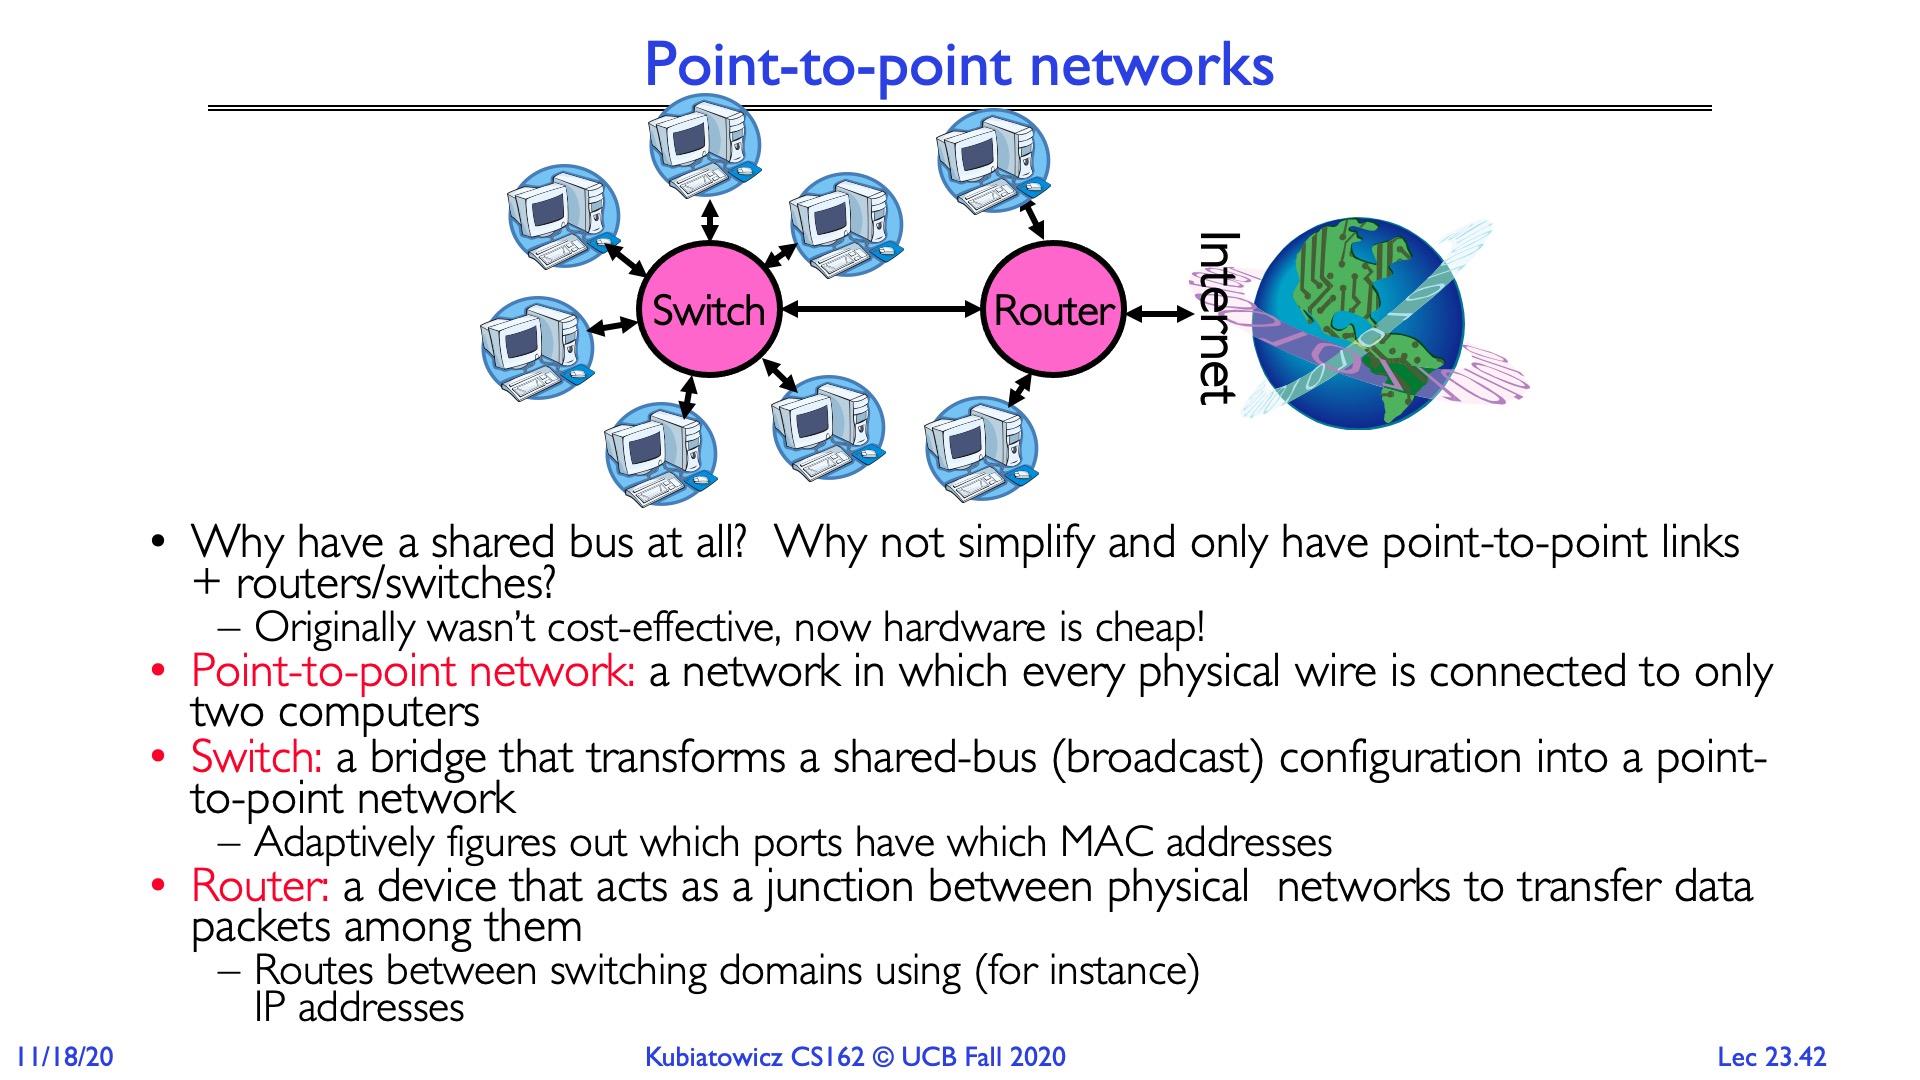 Point-to-point networks
Switch
Router
Internet
• Why have a shared bus at all?  Why not simplify and only have point-to-point links
+ routers/switches?
– Originally wasn’t cost-effective, now hardware is cheap!
• Point-to-point network: a network in which every physical wire is connected to only
two computers
• Switch: a bridge that transforms a shared-bus (broadcast) configuration into a point-
to-point network
– Adaptively figures out which ports have which MAC addresses
• Router: a device that acts as a junction between physical  networks to transfer data
packets among them
– Routes between switching domains using (for instance)
IP addresses
11/18/20
Kubiatowicz CS162 © UCB Fall 2020
Lec 23.42